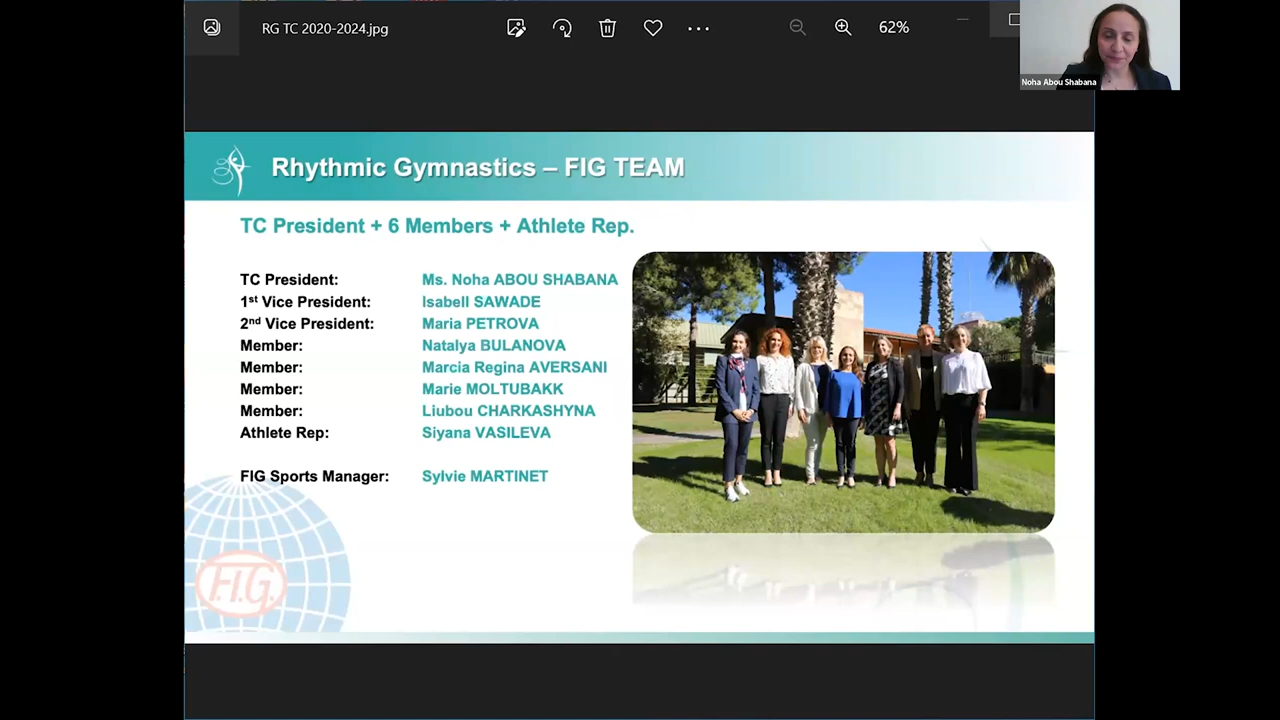 RG TC 2020-2024.jpg
62%
Noha Abou Shabana
Rhythmic Gymnastics – FIG TEAM
TC President + 6 Members + Athlete Rep.
TC President: Ms. Noha ABOU SHABANA
1st Vice President: Isabell SAWADE
2nd Vice President: Maria PETROVA
Member: Natalya BULANOVA
Member: Marcia Regina AVERSANI
Member: Marie MOLTUBAKK
Member: Liubou CHARKASHYNA
Athlete Rep: Siyana VASILEVA
FIG Sports Manager: Sylvie MARTINET
F.I.G.